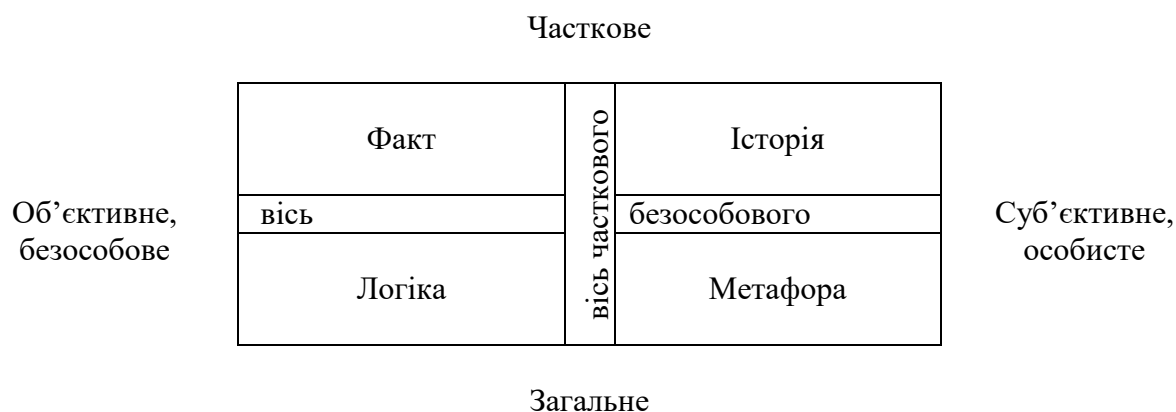 Часткове
Факт
Історія
Об’єктивне,
безособове
вісь
вісь часткового
безособового
Суб’єктивне,
особисте
Логіка
Метафора
Загальне